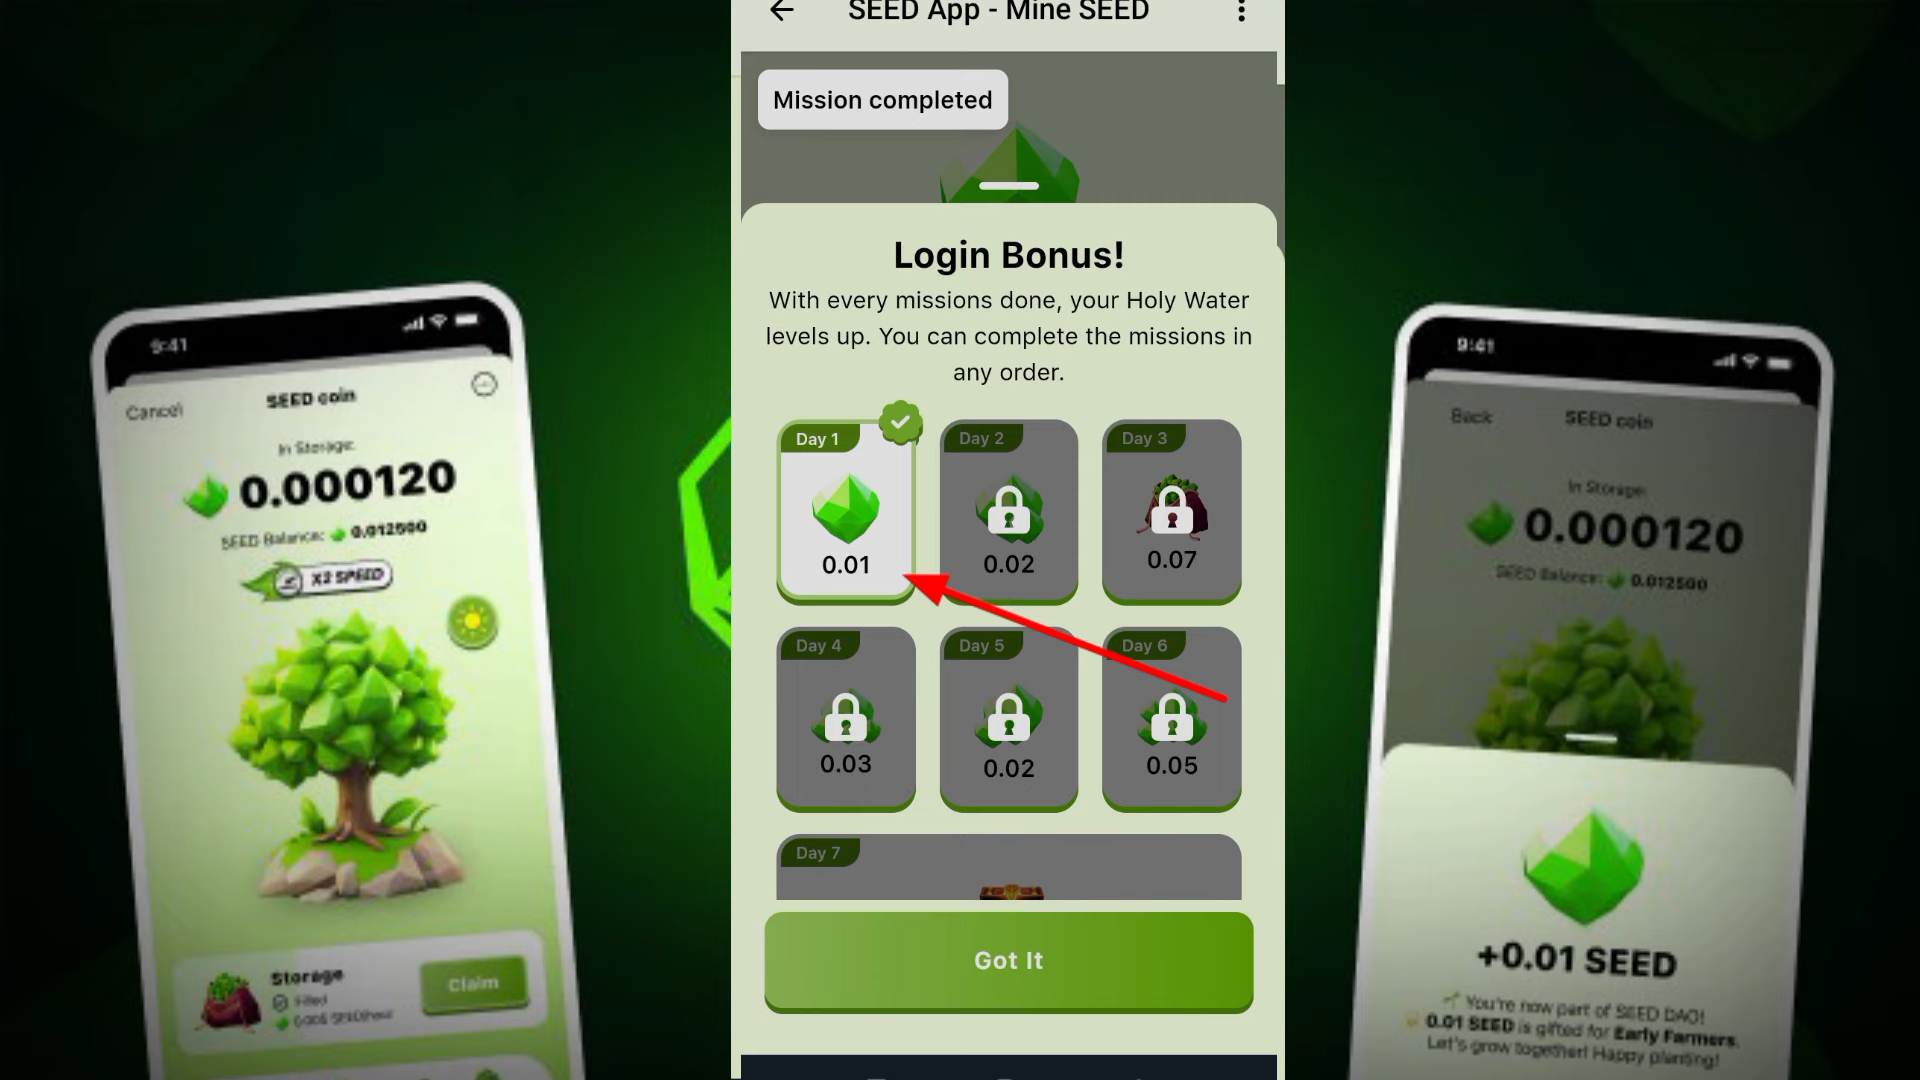 SEED App - Mine SEED
Mission completed
Login Bonus!
With every missions done, your Holy Water
levels up. You can complete the missions in
any order.
Day 1
0.01
Day 2
0.02
Day 3
0.07
Day 4
0.03
Day 5
0.02
Day 6
0.05
Day 7
Got It
9:41
Cancel
SEED coin
In Storage:
0.000120
SEED Balance: 0.012500
X2 SPEED
Storage
Filled
Claim
9:41
Back
SEED coin
In Storage:
0.000120
SEED Balance: 0.012500
+0.01 SEED
You're now part of SEED DAO!
0.01 SEED is gifted for Early Farmers.
Let's grow together! Happy planting!